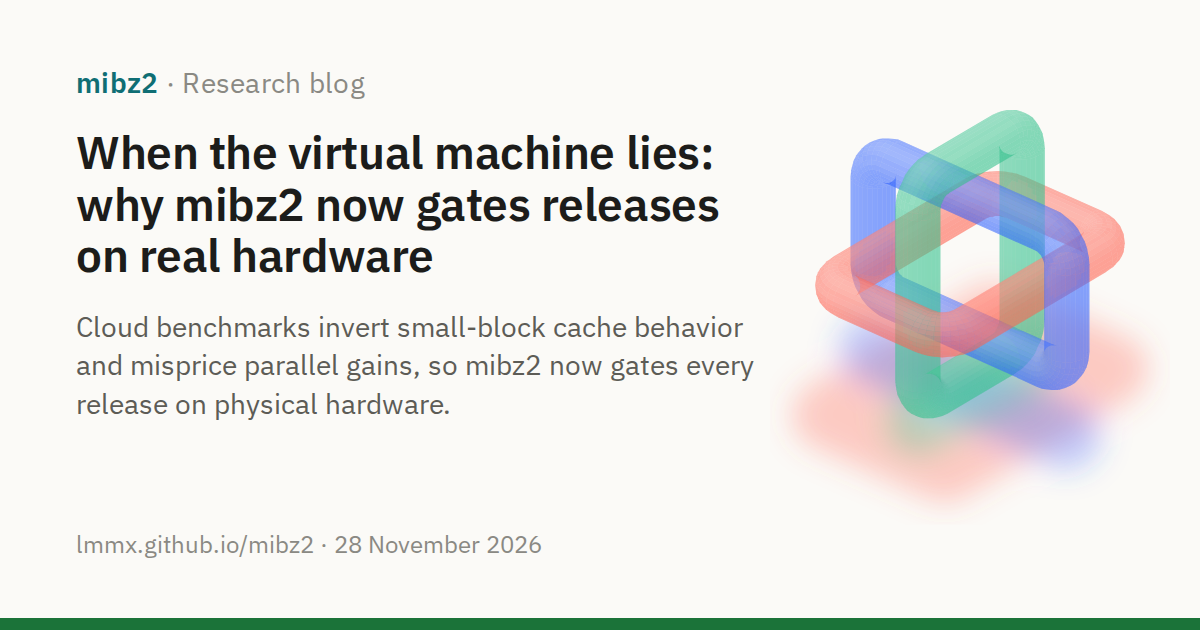 mibz2 · Research blog
When the virtual machine lies:
why mibz2 now gates releases
on real hardware
Cloud benchmarks invert small-block cache behavior
and misprice parallel gains, so mibz2 now gates every
release on physical hardware.
lmmx.github.io/mibz2 · 28 November 2026